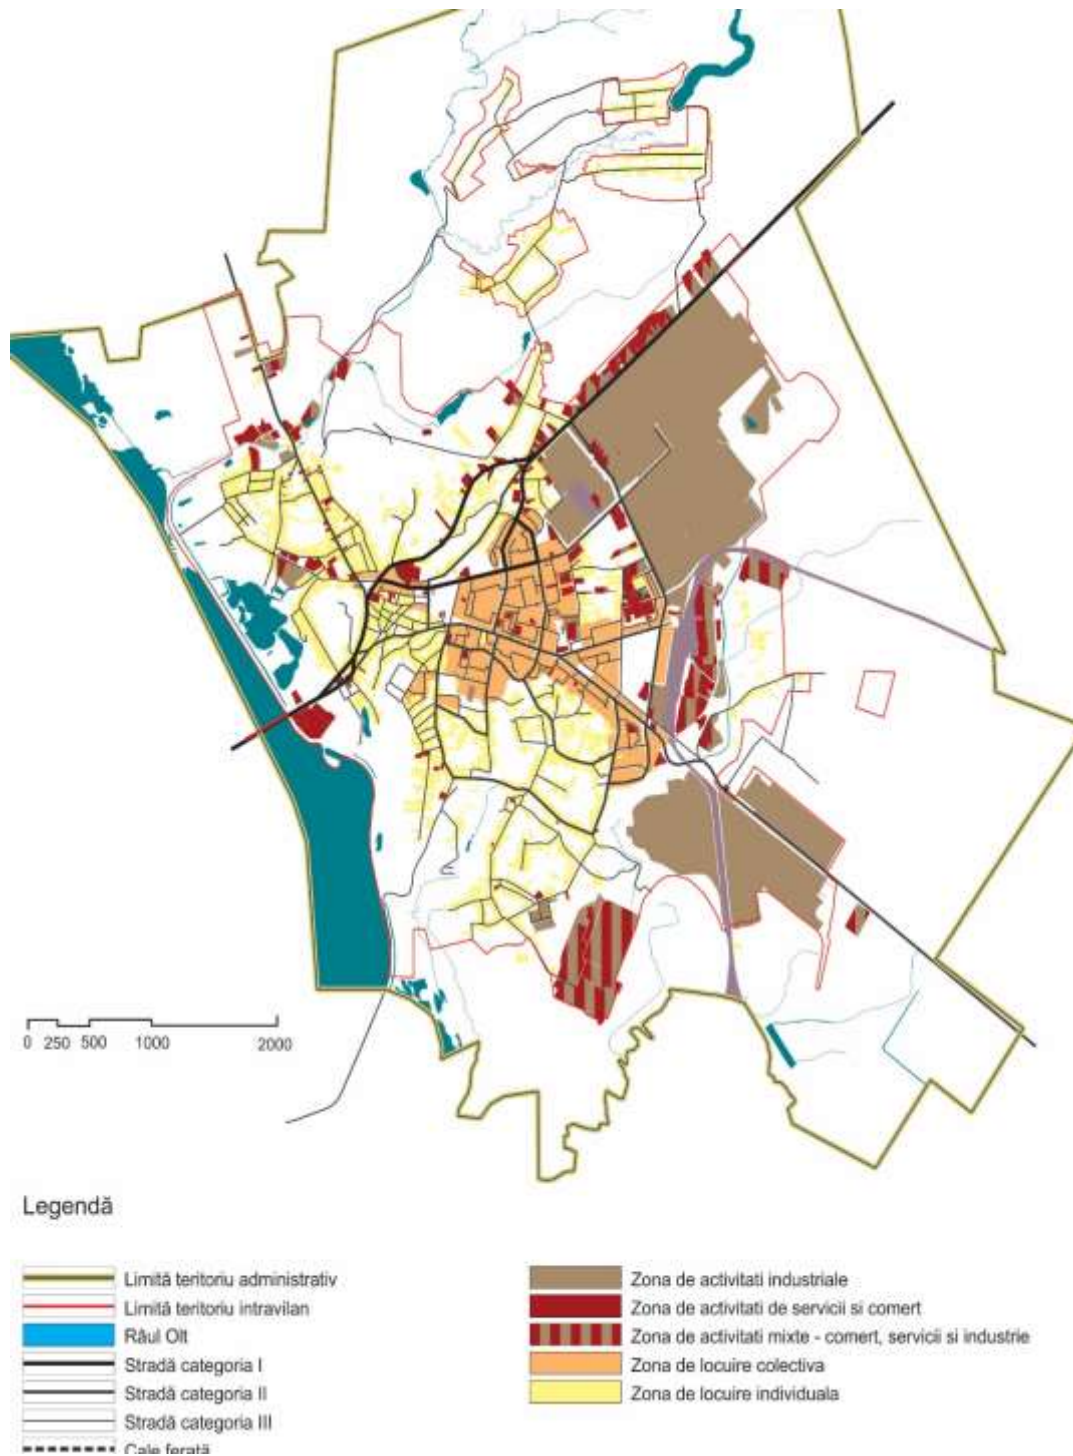 0 250 500 1000 2000
Legendă
Limită teritoriu administrativ
Limită teritoriu intravilan
Râul Olt
Stradă categoria I
Stradă categoria II
Stradă categoria III
Cale ferată
Zona de activitati industriale
Zona de activitati de servicii si comert
Zona de activitati mixte - comert, servicii si industrie
Zona de locuire colectiva
Zona de locuire individuala